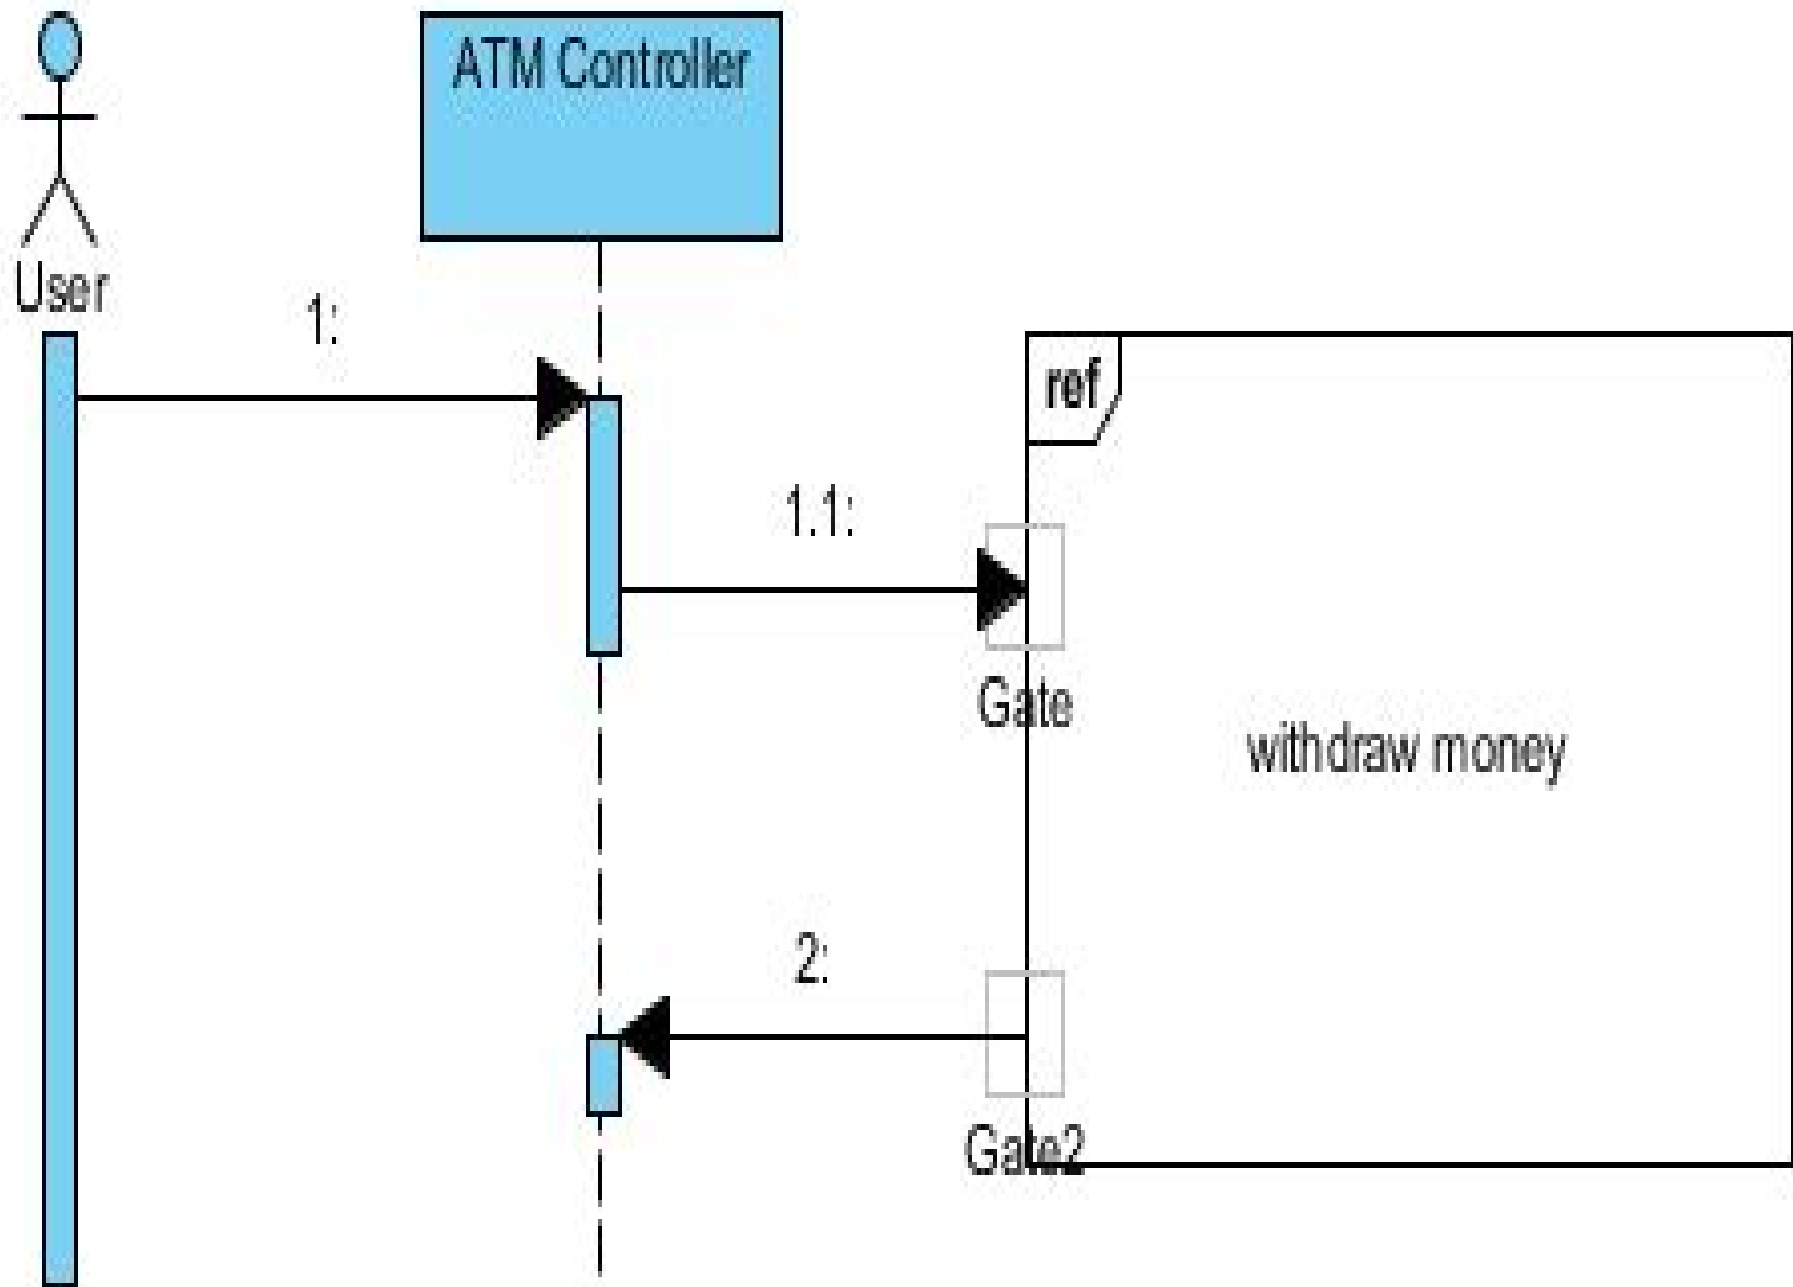 ATM Controller
User
1:
ref
1.1:
Gate
withdraw money
2:
Gate2